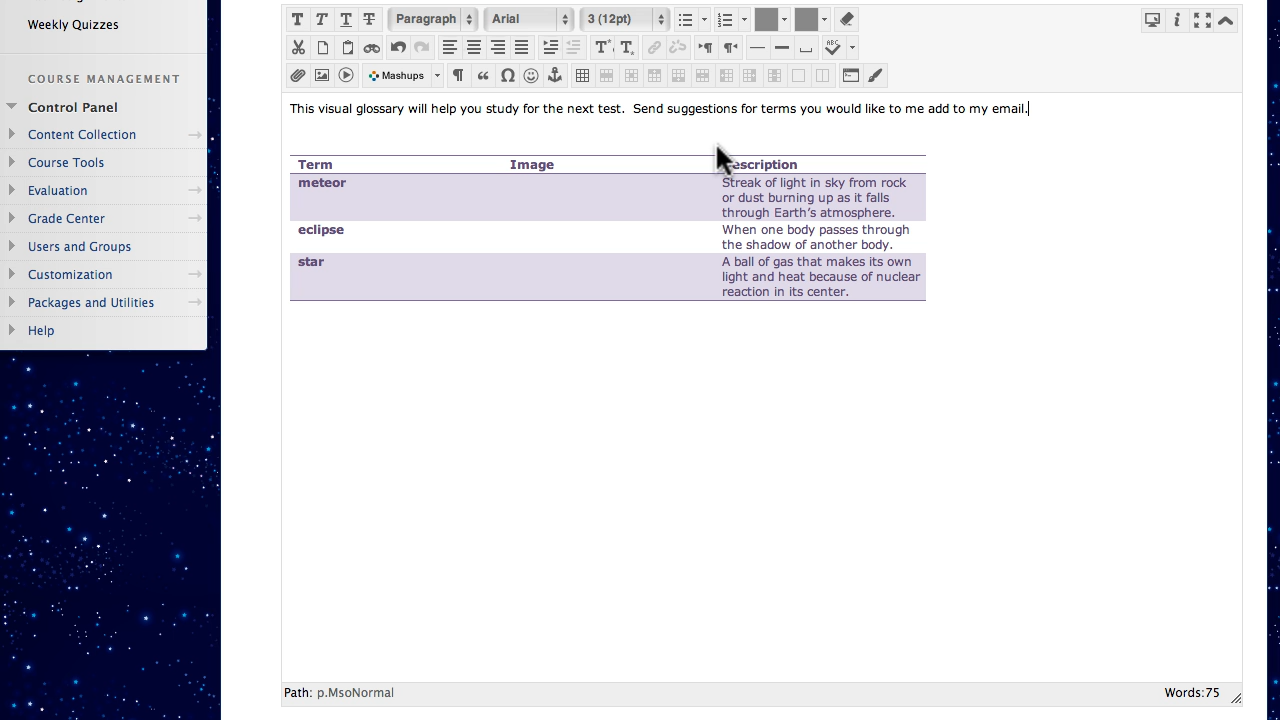 Weekly Quizzes
COURSE MANAGEMENT
Control Panel
Content Collection
Course Tools
Evaluation
Grade Center
Users and Groups
Customization
Packages and Utilities
Help
T T T T Paragraph Arial 3 (12pt)
ABC
Mashups
This visual glossary will help you study for the next test.  Send suggestions for terms you would like to me add to my email.
Term Image Description
meteor Streak of light in sky from rock
or dust burning up as it falls
through Earth’s atmosphere.
eclipse When one body passes through
the shadow of another body.
star A ball of gas that makes its own
light and heat because of nuclear
reaction in its center.
Path: p.MsoNormal Words:75